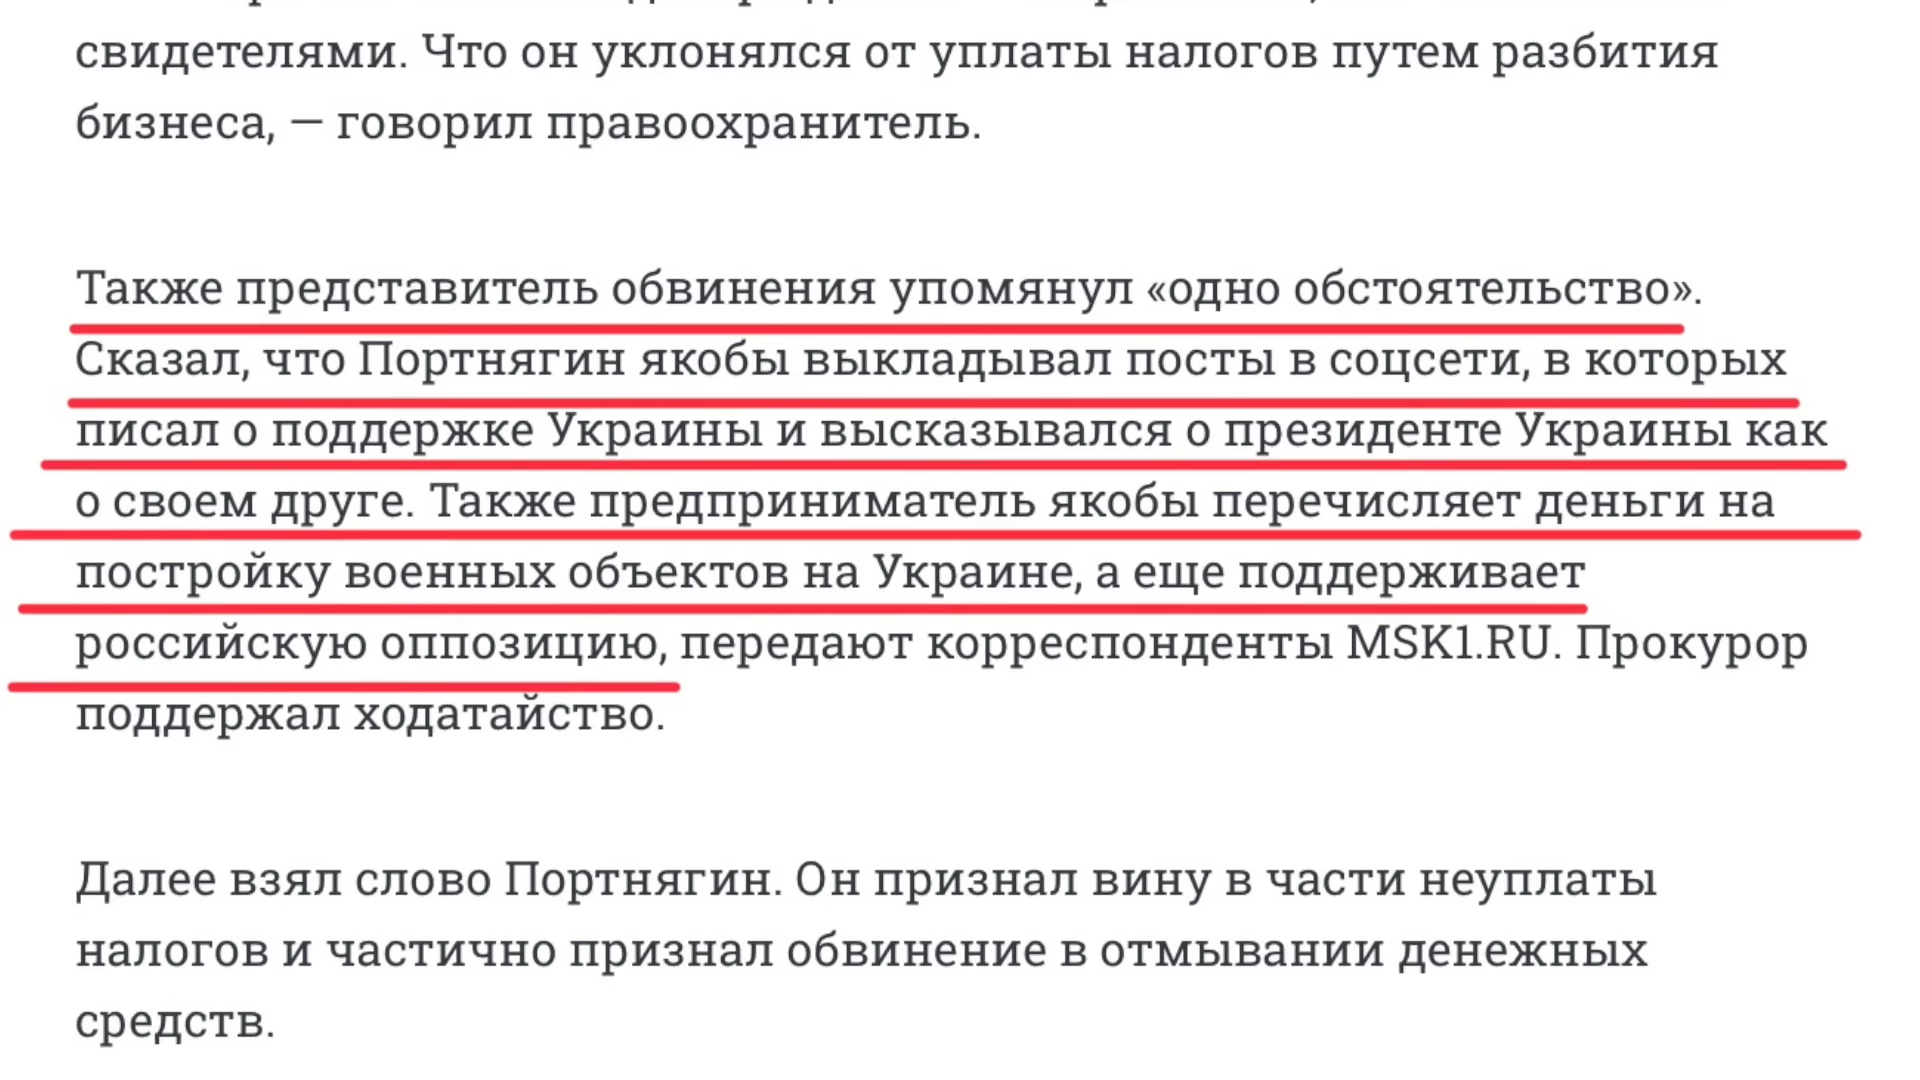 свидетелями. Что он уклонялся от уплаты налогов путем разбития
бизнеса, — говорил правоохранитель.
Также представитель обвинения упомянул «одно обстоятельство».
Сказал, что Портнягин якобы выкладывал посты в соцсети, в которых
писал о поддержке Украины и высказывался о президенте Украины как
о своем друге. Также предприниматель якобы перечисляет деньги на
постройку военных объектов на Украине, а еще поддерживает
российскую оппозицию, передают корреспонденты MSK1.RU. Прокурор
поддержал ходатайство.
Далее взял слово Портнягин. Он признал вину в части неуплаты
налогов и частично признал обвинение в отмывании денежных
средств.